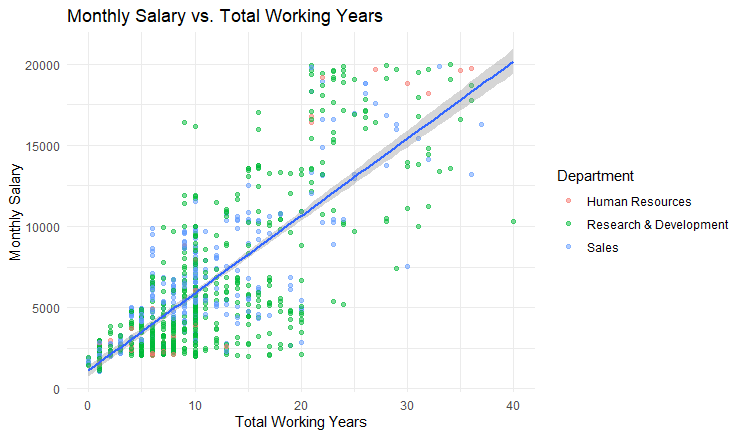 Monthly Salary vs. Total Working Years
20000
15000
10000
5000
0
Monthly Salary
0 10 20 30 40
Total Working Years
Department
Human Resources
Research & Development
Sales